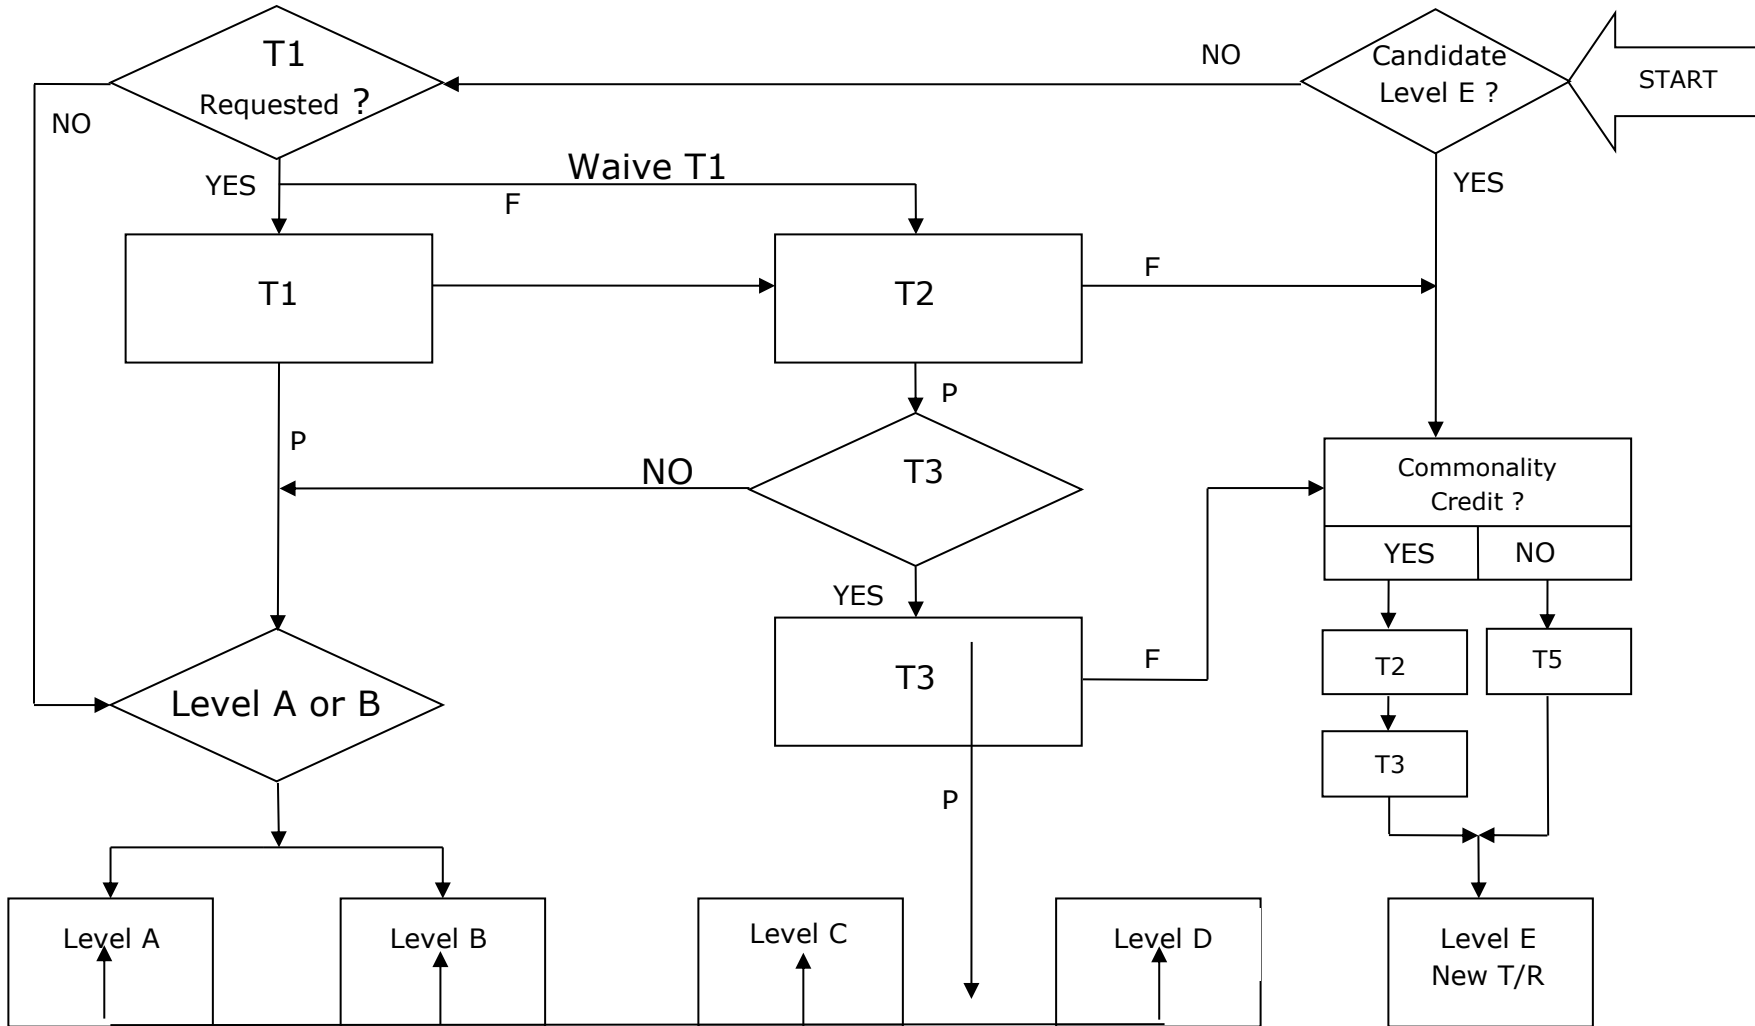 T1
Requested ?
NO
Candidate
Level E ?
START
NO
YES
Waive T1
F
YES
T1
T2
F
P
P
NO
T3
Commonality
Credit ?
YES
NO
YES
T3
F
T2
T5
Level A or B
T3
P
Level A
Level B
Level C
Level D
Level E
New T/R